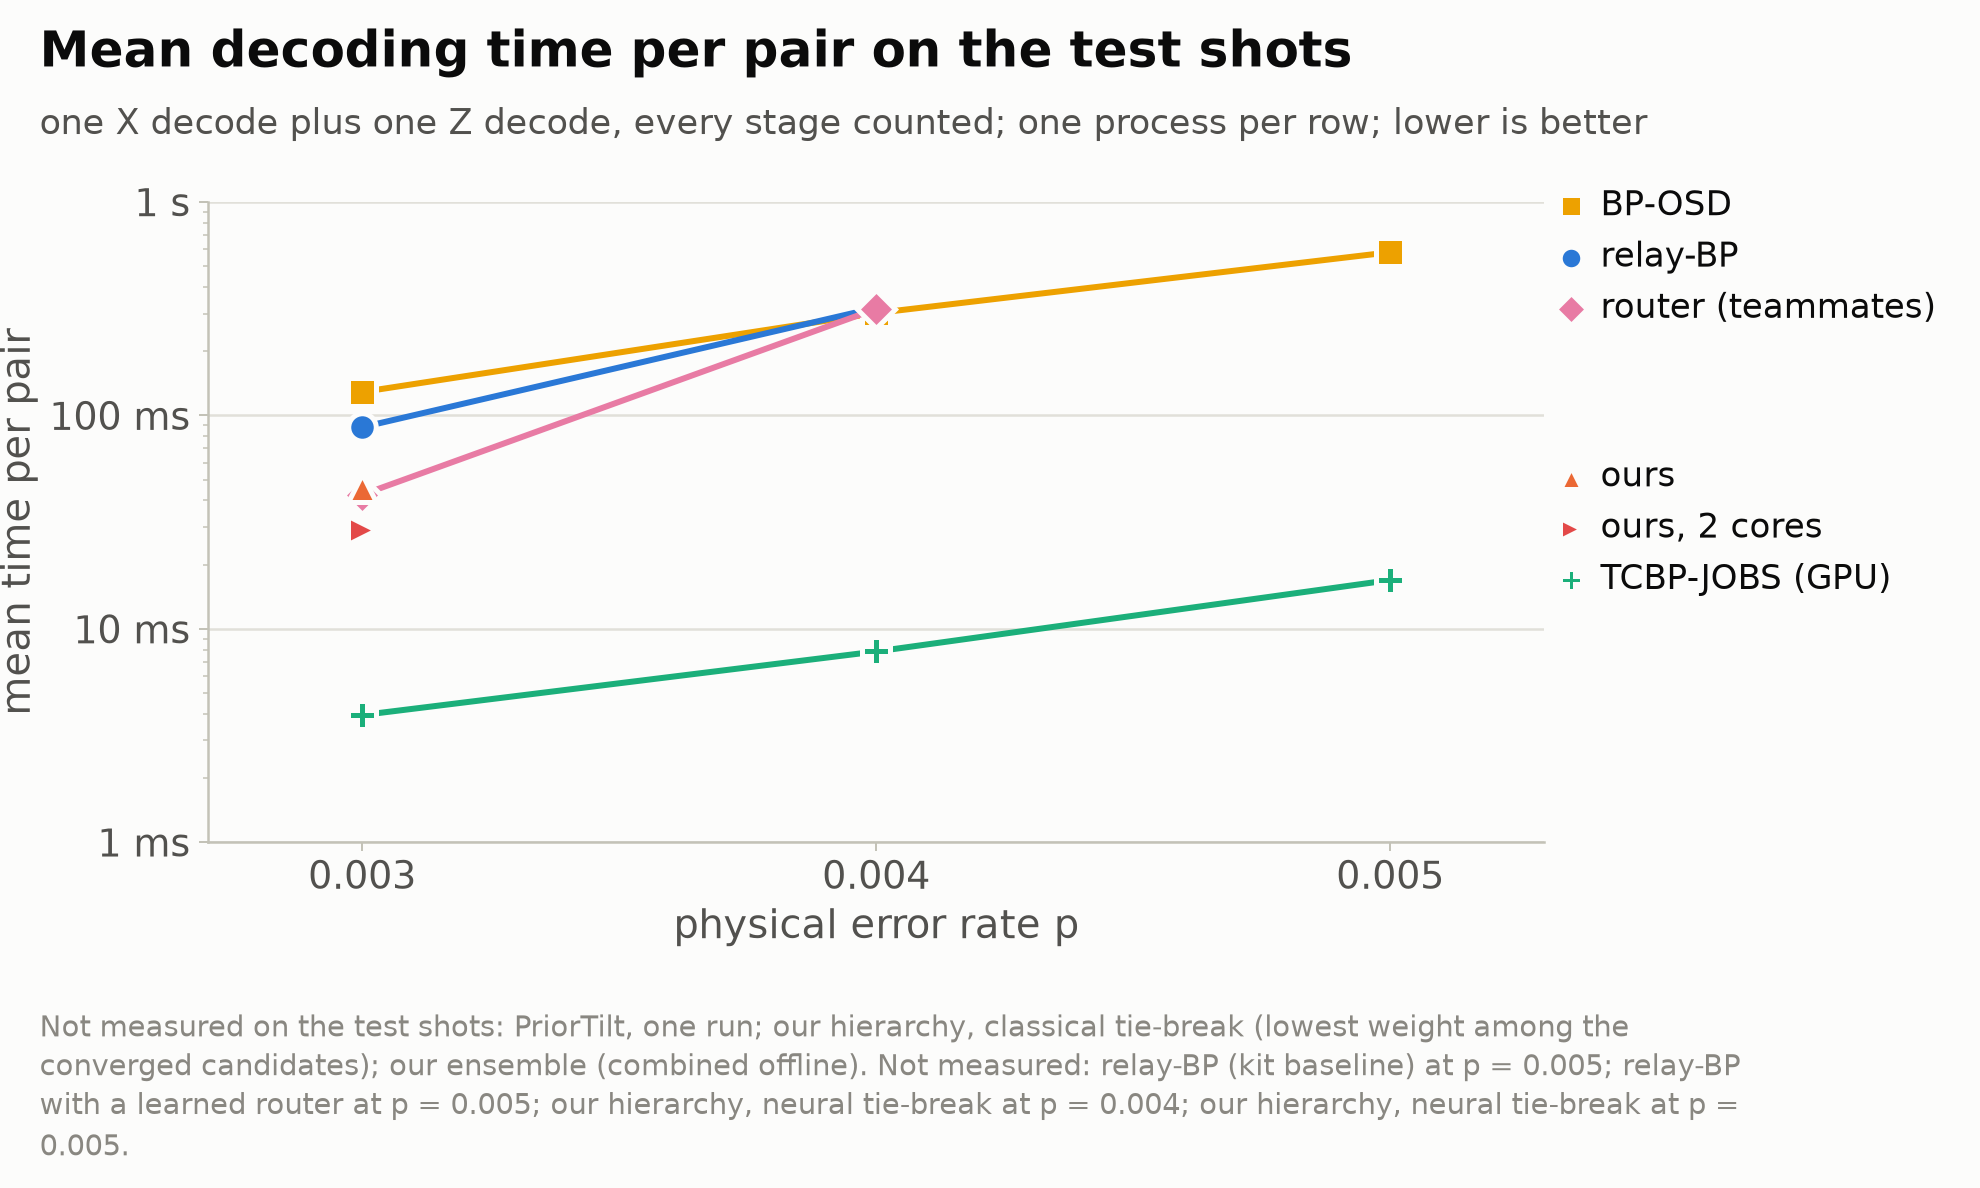 Mean decoding time per pair on the test shots
one X decode plus one Z decode, every stage counted; one process per row; lower is better
mean time per pair
1 s
100 ms
10 ms
1 ms
0.003
0.004
0.005
physical error rate p
BP-OSD
relay-BP
router (teammates)
ours
ours, 2 cores
TCBP-JOBS (GPU)
Not measured on the test shots: PriorTilt, one run; our hierarchy, classical tie-break (lowest weight among the
converged candidates); our ensemble (combined offline). Not measured: relay-BP (kit baseline) at p = 0.005; relay-BP
with a learned router at p = 0.005; our hierarchy, neural tie-break at p = 0.004; our hierarchy, neural tie-break at p =
0.005.